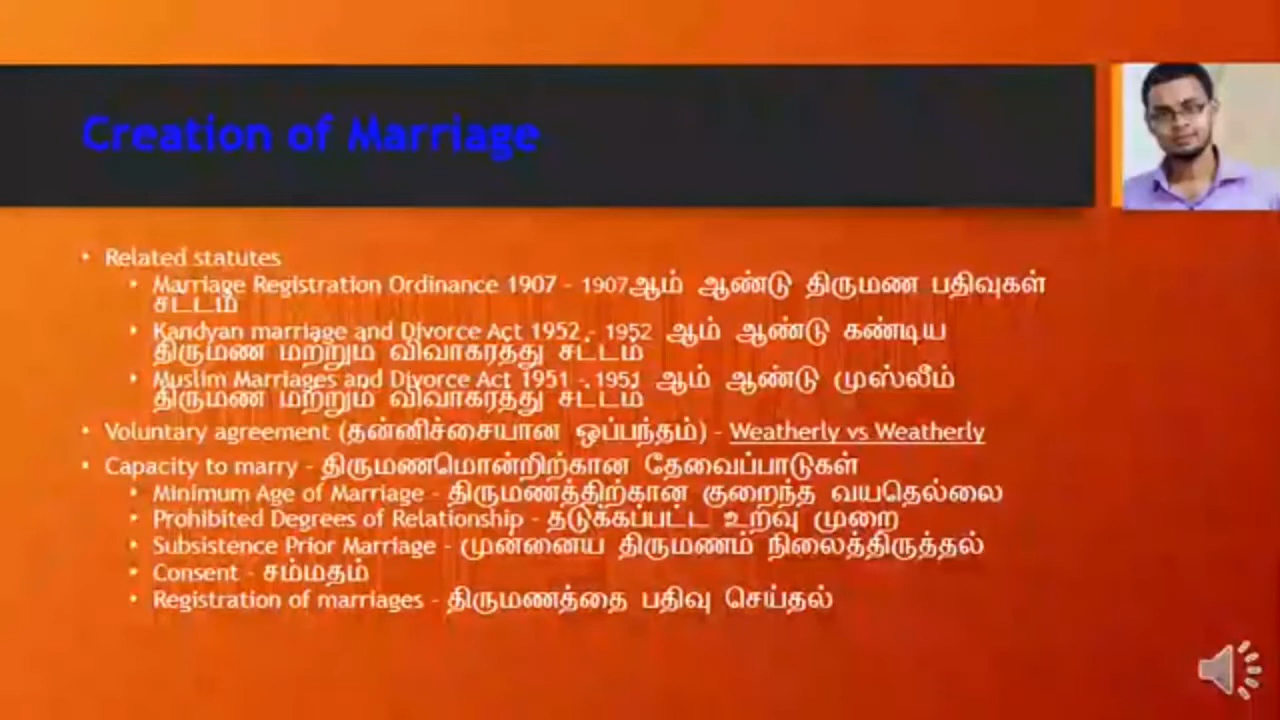 Creation of Marriage
• Related statutes
• Marriage Registration Ordinance 1907 - 1907ஆம் ஆண்டு திருமண பதிவுகள்
சட்டம்
• Kandyan marriage and Divorce Act 1952 - 1952 ஆம் ஆண்டு கண்டிய
திருமண மற்றும் விவாகரத்து சட்டம்
• Muslim Marriages and Divorce Act 1951 - 1951 ஆம் ஆண்டு முஸ்லீம்
திருமண மற்றும் விவாகரத்து சட்டம்
• Voluntary agreement (தன்னிச்சையான ஒப்பந்தம்) - Weatherly vs Weatherly
• Capacity to marry - திருமணமொன்றிற்கான தேவைப்பாடுகள்
• Minimum Age of Marriage - திருமணத்திற்கான குறைந்த வயதெல்லை
• Prohibited Degrees of Relationship - தடுக்கப்பட்ட உறவு முறை
• Subsistence Prior Marriage - முன்னைய திருமணம் நிலைத்திருத்தல்
• Consent - சம்மதம்
• Registration of marriages - திருமணத்தை பதிவு செய்தல்